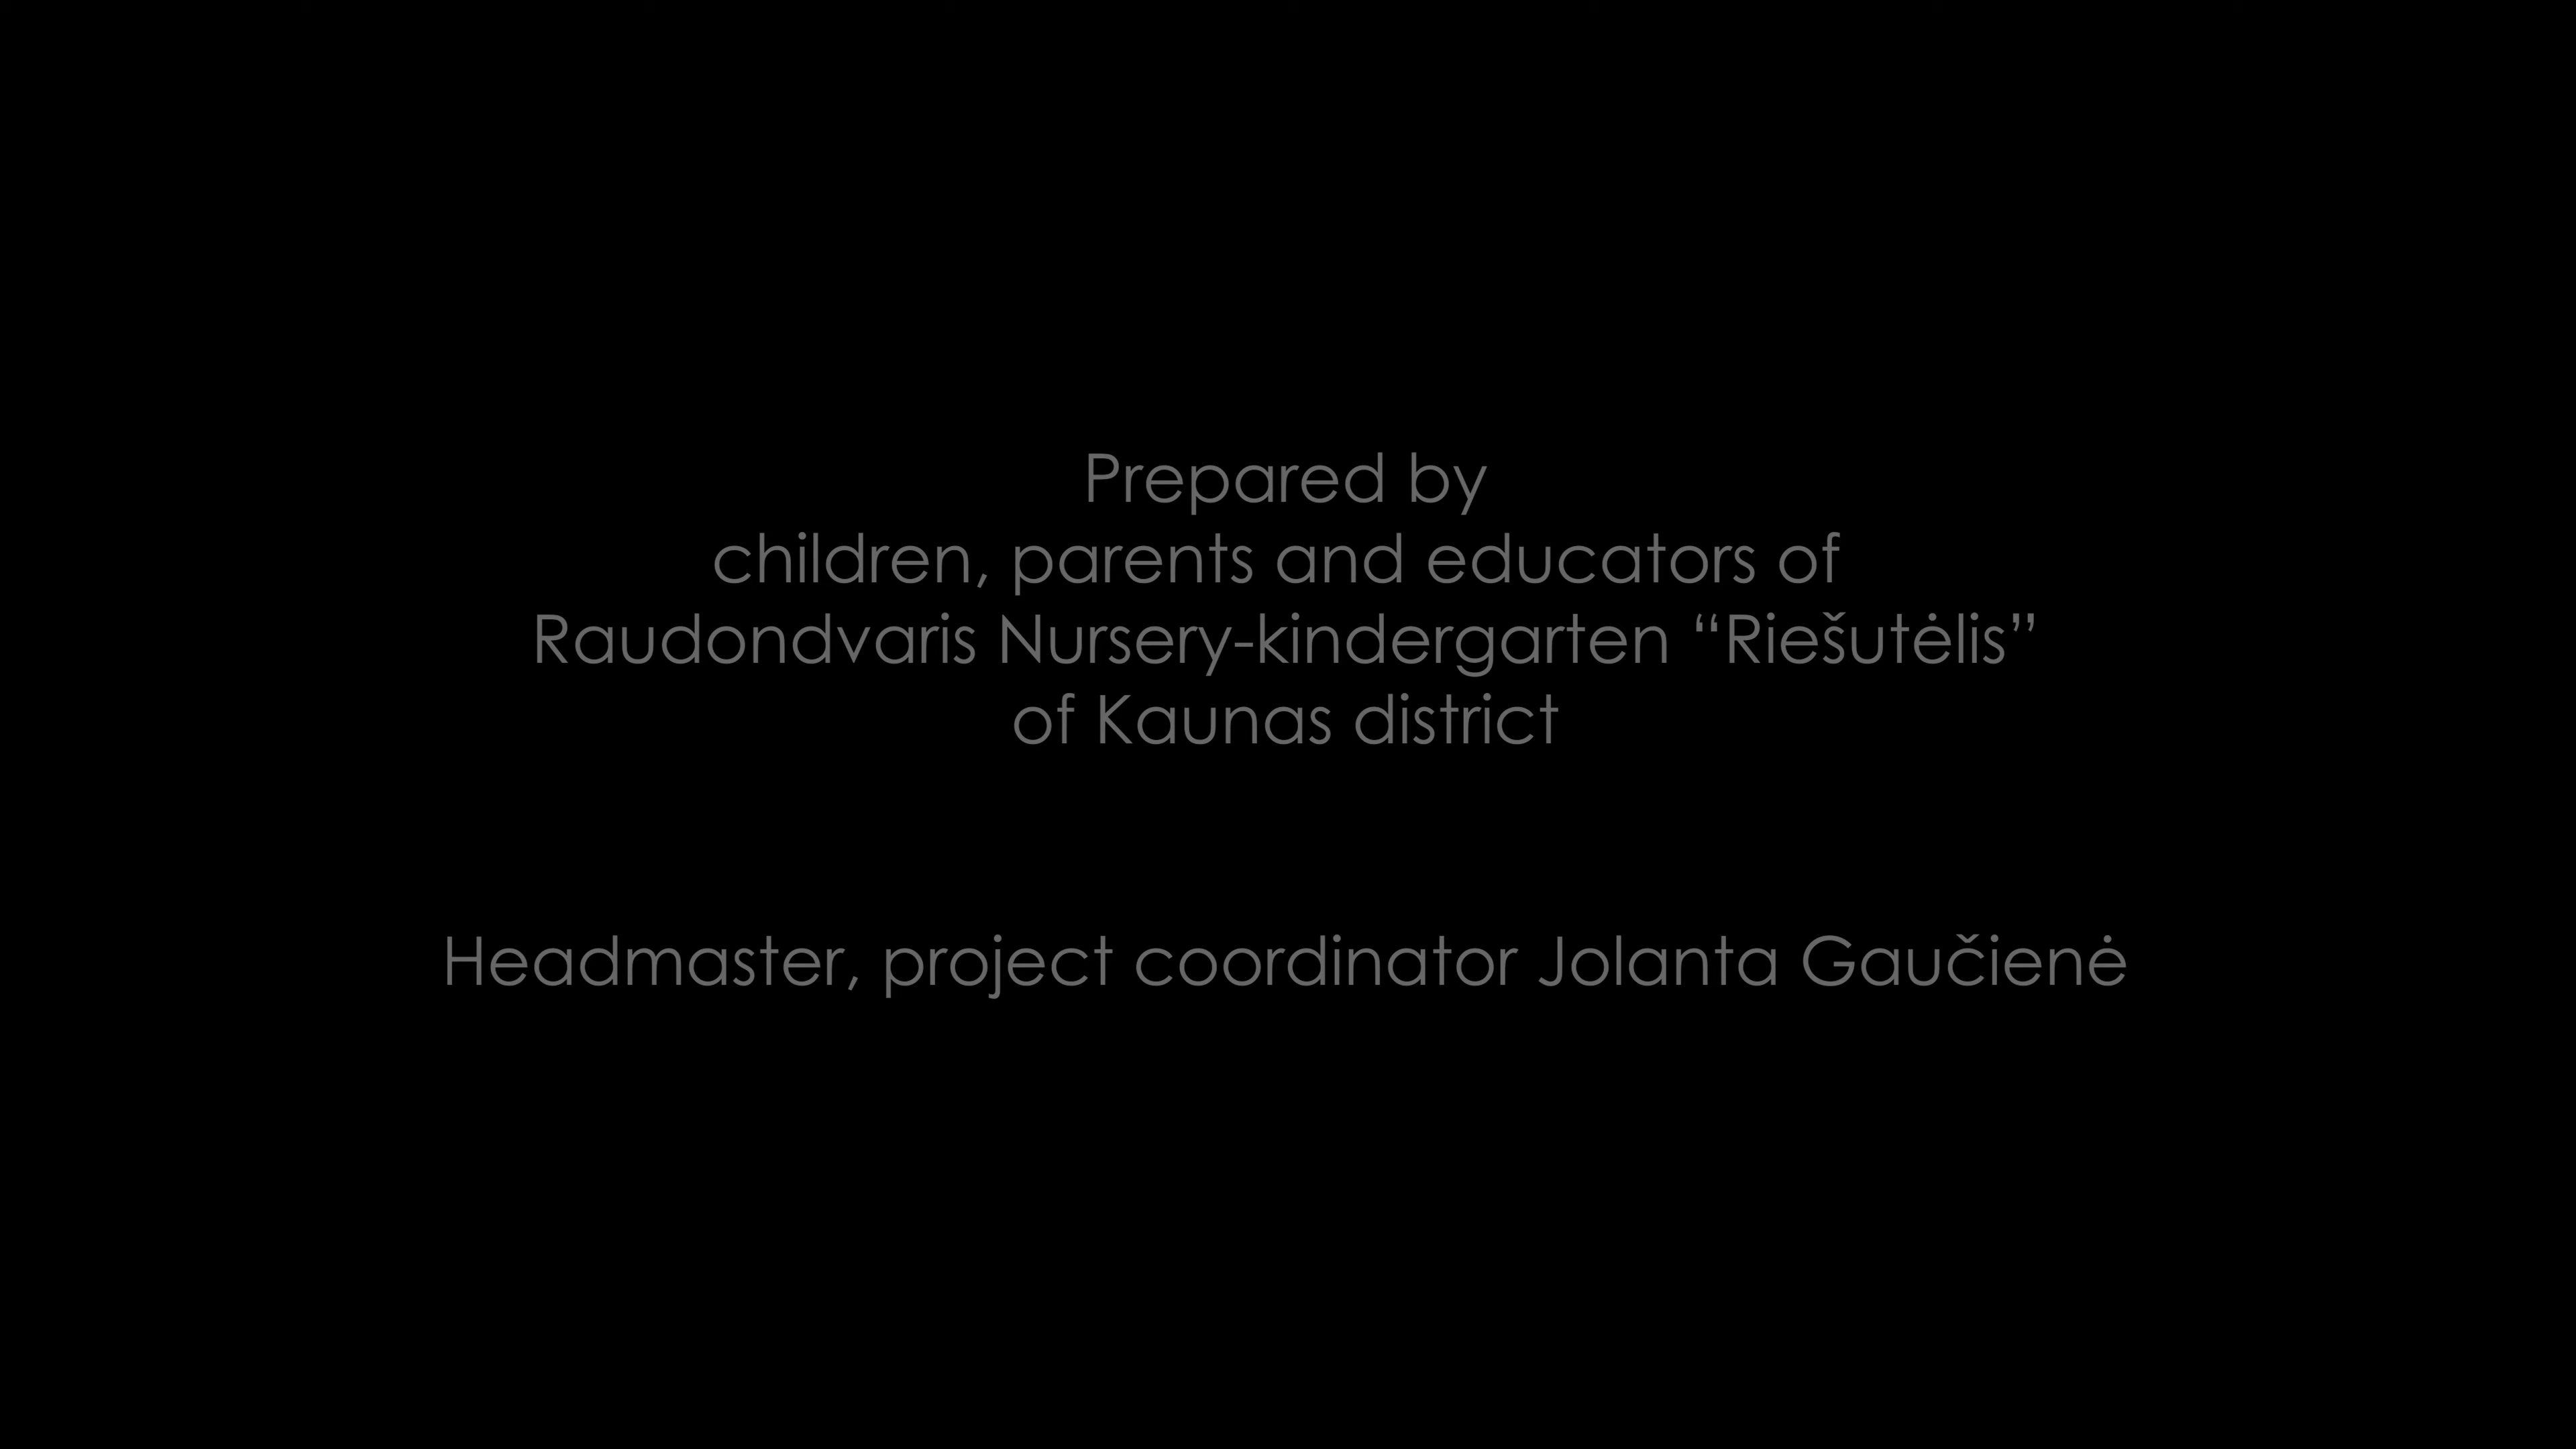 Prepared by
children, parents and educators of
Raudondvaris Nursery-kindergarten “Riešutėlis”
of Kaunas district
Headmaster, project coordinator Jolanta Gaučienė